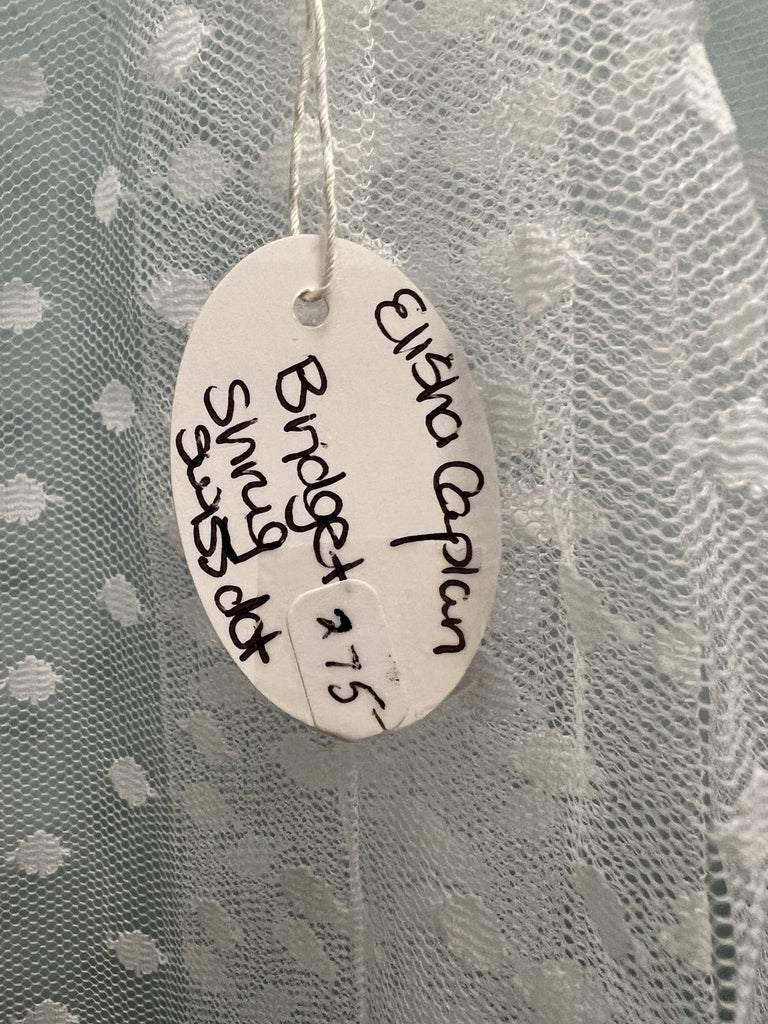 Elisha Caplan
Bridget
Shrug
swiss dot
275-